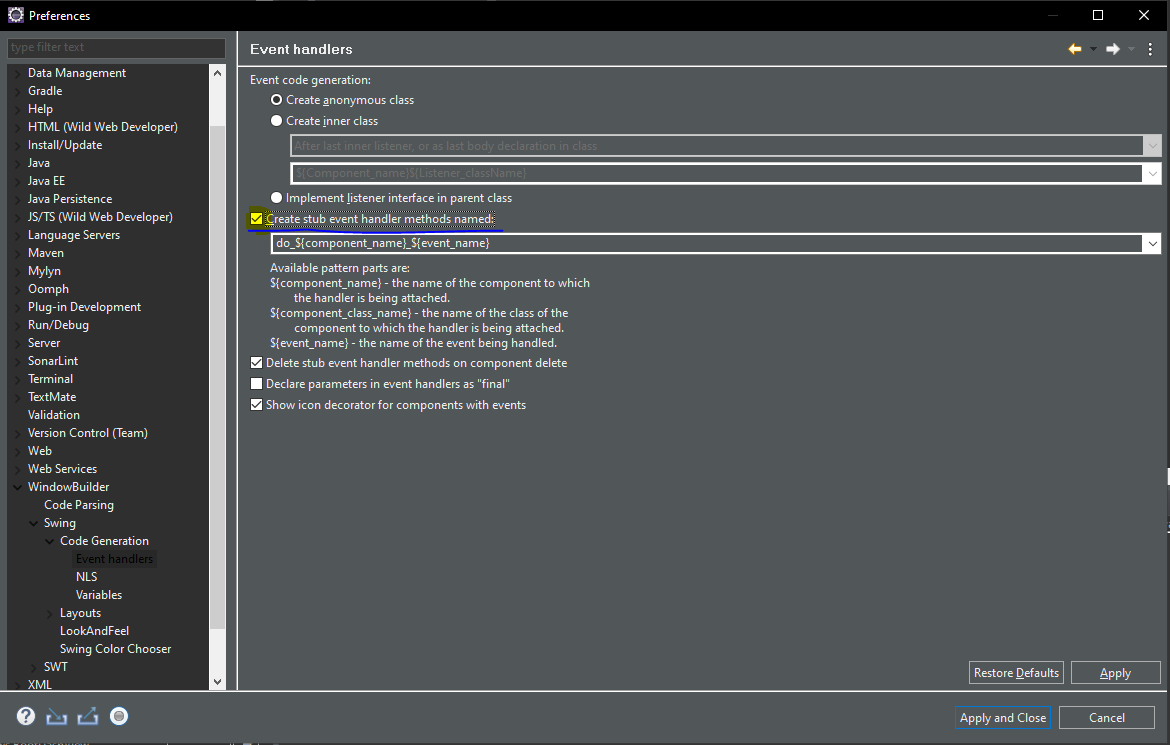 Preferences
type filter text
Data Management
Gradle
Help
HTML (Wild Web Developer)
Install/Update
Java
Java EE
Java Persistence
JS/TS (Wild Web Developer)
Language Servers
Maven
Mylyn
Oomph
Plug-in Development
Run/Debug
Server
SonarLint
Terminal
TextMate
Validation
Version Control (Team)
Web
Web Services
WindowBuilder
Code Parsing
Swing
Code Generation
Event handlers
NLS
Variables
Layouts
LookAndFeel
Swing Color Chooser
SWT
XML
Event handlers
Event code generation:
Create anonymous class
Create inner class
After last inner listener, or as last body declaration in class
${Component_name}${Listener_className}
Implement listener interface in parent class
Create stub event handler methods named:
do_${component_name}_${event_name}
Available pattern parts are:
${component_name} - the name of the component to which
the handler is being attached.
${component_class_name} - the name of the class of the
component to which the handler is being attached.
${event_name} - the name of the event being handled.
Delete stub event handler methods on component delete
Declare parameters in event handlers as "final"
Show icon decorator for components with events
Restore Defaults
Apply
Apply and Close
Cancel